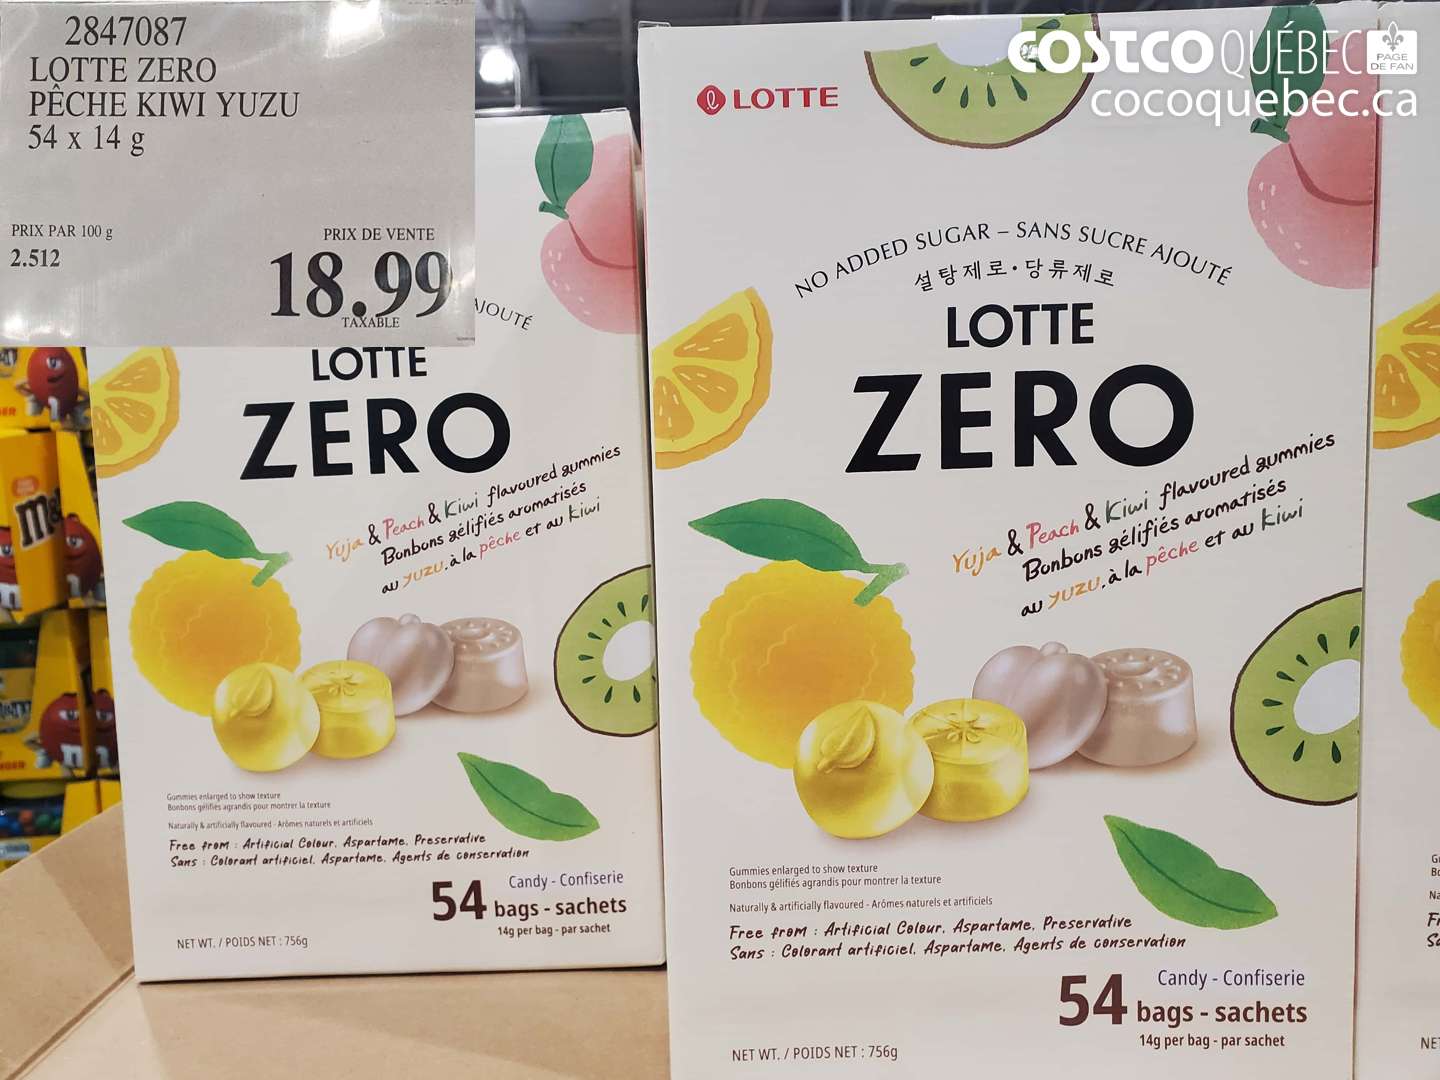 2847087
LOTTE ZERO
PÊCHE KIWI YUZU
54 x 14 g
PRIX PAR 100 g
2.512
PRIX DE VENTE
18.99
TAXABLE
COSTCO QUÉBEC
PAGE
DE FAN
cocoquebec.ca
AJOUTÉ
LOTTE
ZERO
Yuja & Peach & Kiwi flavoured gummies
Bonbons gélifiés aromatisés
au yuzu, à la pêche et au kiwi
Gummies enlarged to show texture
Bonbons gélifiés agrandis pour montrer la texture
Naturally & artificially flavoured - Arômes naturels et artificiels
Free from : Artificial Colour, Aspartame, Preservative
Sans : Colorant artificiel, Aspartame, Agents de conservation
Candy - Confiserie
54 bags - sachets
14g per bag - par sachet
NET WT. / POIDS NET : 756g
LOTTE
NO ADDED SUGAR – SANS SUCRE AJOUTÉ
설탕제로·당류제로
LOTTE
ZERO
Yuja & Peach & Kiwi flavoured gummies
Bonbons gélifiés aromatisés
au yuzu, à la pêche et au kiwi
Gummies enlarged to show texture
Bonbons gélifiés agrandis pour montrer la texture
Naturally & artificially flavoured - Arômes naturels et artificiels
Free from : Artificial Colour, Aspartame, Preservative
Sans : Colorant artificiel, Aspartame, Agents de conservation
Candy - Confiserie
54 bags - sachets
14g per bag - par sachet
NET WT. / POIDS NET : 756g
m&